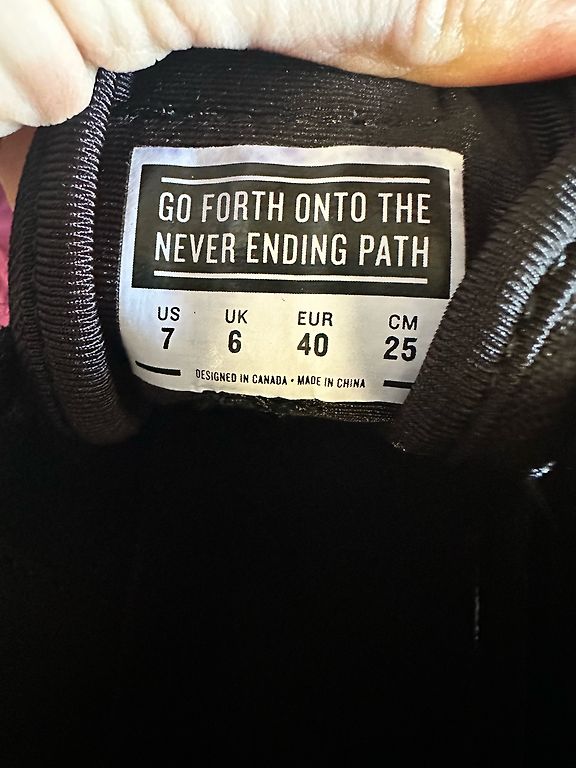 GO FORTH ONTO THE
NEVER ENDING PATH
US UK EUR CM
7 6 40 25
DESIGNED IN CANADA • MADE IN CHINA